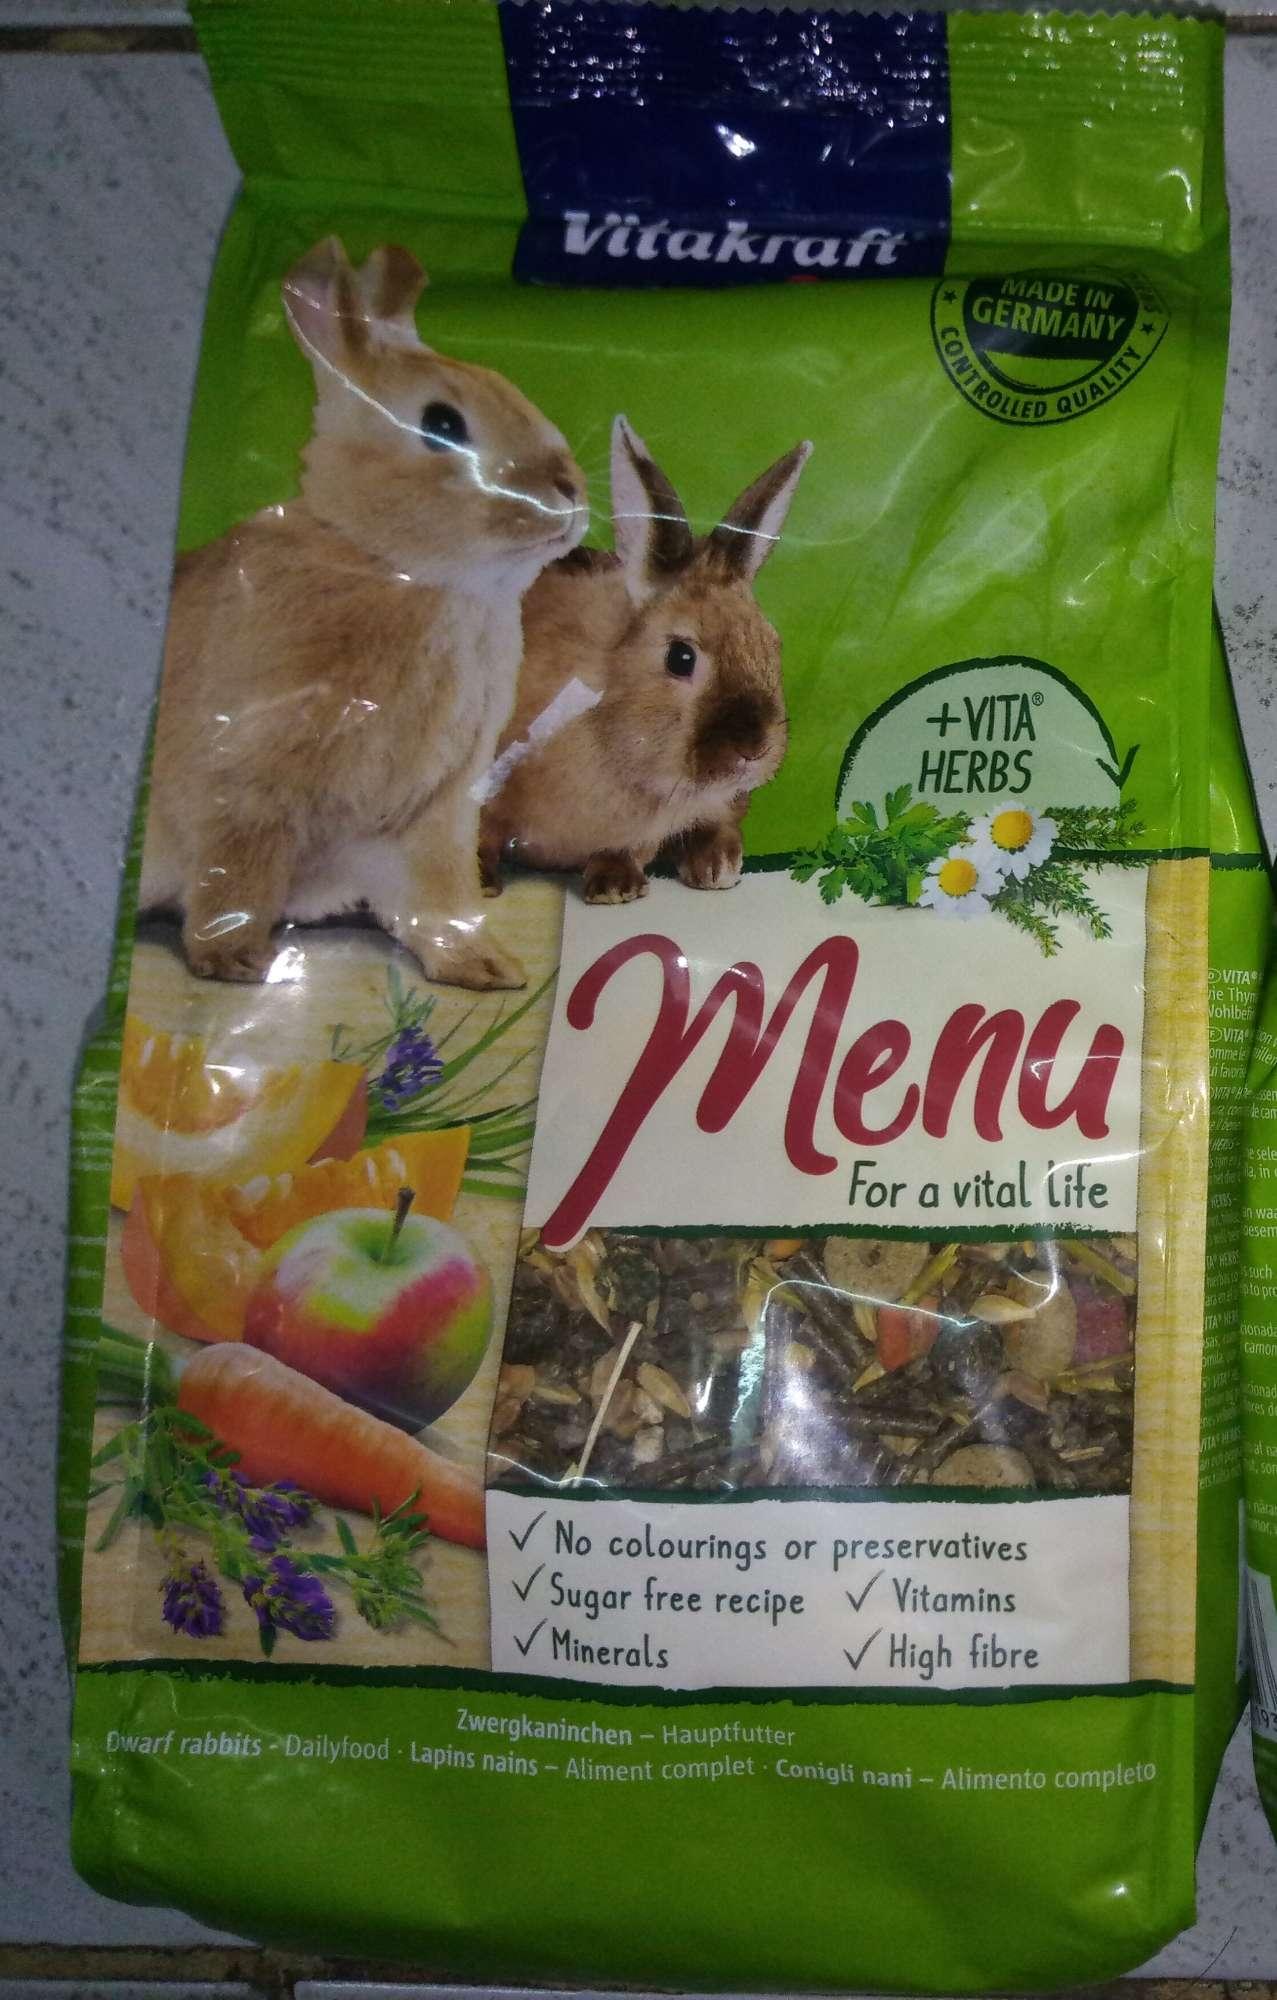 Vitakraft
MADE IN
GERMANY
CONTROLLED QUALITY
+VITA®
HERBS
Menu
For a vital life
✓ No colourings or preservatives
✓ Sugar free recipe ✓ Vitamins
✓ Minerals ✓ High fibre
Zwergkaninchen – Hauptfutter
Dwarf rabbits - Dailyfood · Lapins nains – Aliment complet · Conigli nani – Alimento completo